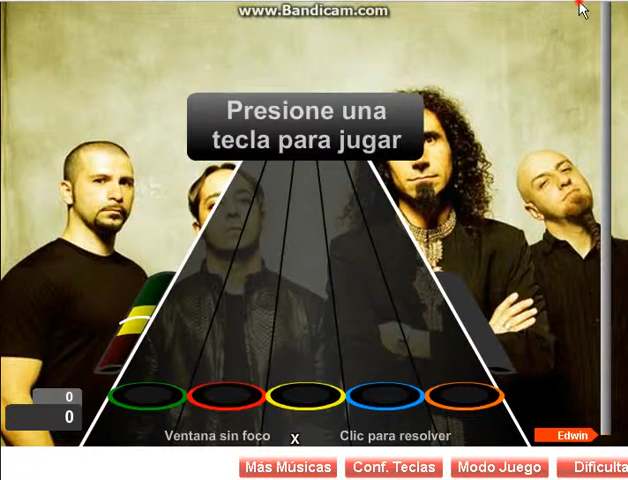 www.Bandicam.com
Presione una
tecla para jugar
0
0
Ventana sin foco X Clic para resolver
Edwin
Más Músicas Conf. Teclas Modo Juego Dificulta